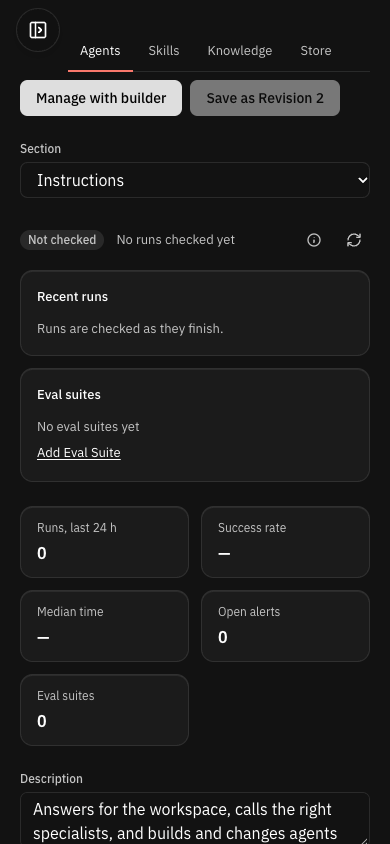 Agents
Skills
Knowledge
Store
Manage with builder
Save as Revision 2
Section
Instructions
Not checked
No runs checked yet
Recent runs
Runs are checked as they finish.
Eval suites
No eval suites yet
Add Eval Suite
Runs, last 24 h
0
Success rate
—
Median time
—
Open alerts
0
Eval suites
0
Description
Answers for the workspace, calls the right
specialists, and builds and changes agents